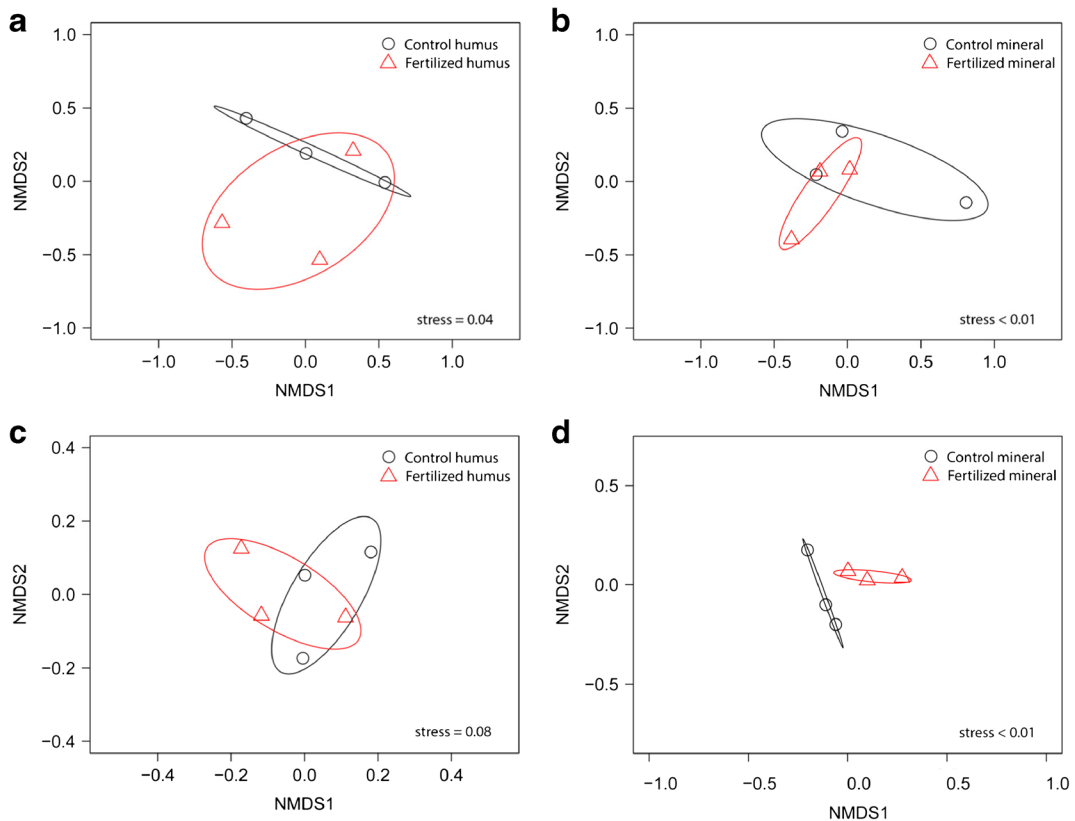 a
1.0
0.5
0.0
−0.5
−1.0
NMDS2
Control humus
Fertilized humus
stress = 0.04
−1.0 −0.5 0.0 0.5 1.0
NMDS1
b
1.0
0.5
0.0
−0.5
−1.0
NMDS2
Control mineral
Fertilized mineral
stress < 0.01
−1.0 −0.5 0.0 0.5 1.0
NMDS1
c
0.4
0.2
0.0
−0.2
−0.4
NMDS2
Control humus
Fertilized humus
stress = 0.08
−0.4 −0.2 0.0 0.2 0.4
NMDS1
d
0.5
0.0
−0.5
NMDS2
Control mineral
Fertilized mineral
stress < 0.01
−1.0 −0.5 0.0 0.5 1.0
NMDS1